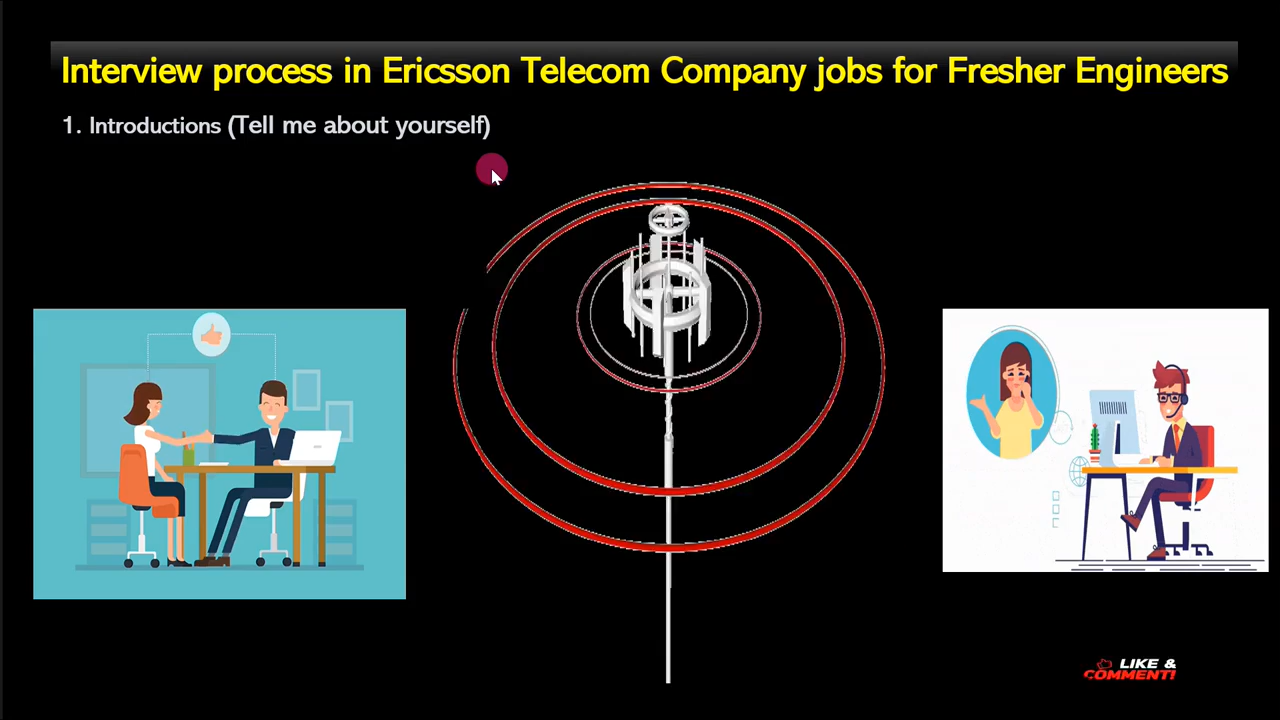 Interview process in Ericsson Telecom Company jobs for Fresher Engineers
1. Introductions (Tell me about yourself)
LIKE &
COMMENT!